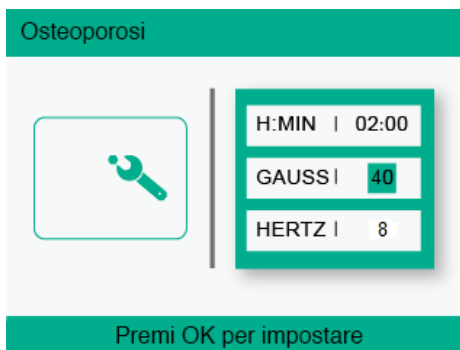 Osteoporosi
H:MIN | 02:00
GAUSS | 40
HERTZ | 8
Premi OK per impostare